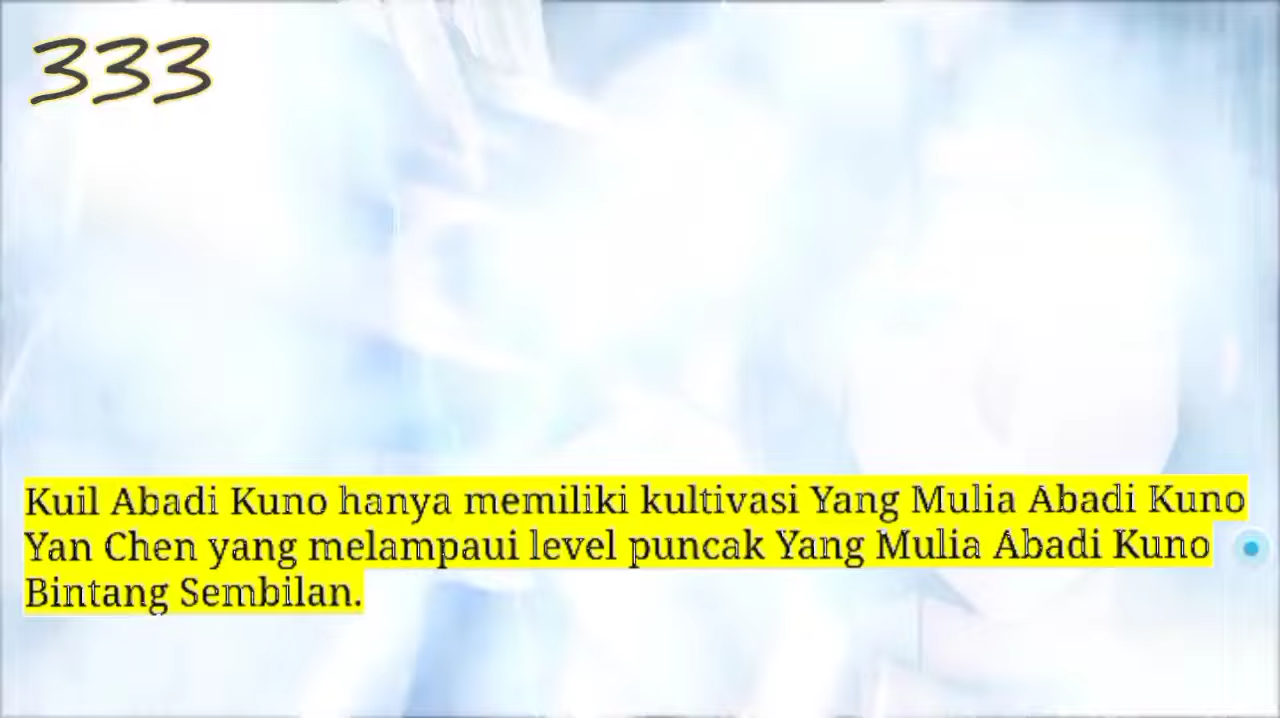 333
Kuil Abadi Kuno hanya memiliki kultivasi Yang Mulia Abadi Kuno
Yan Chen yang melampaui level puncak Yang Mulia Abadi Kuno
Bintang Sembilan.